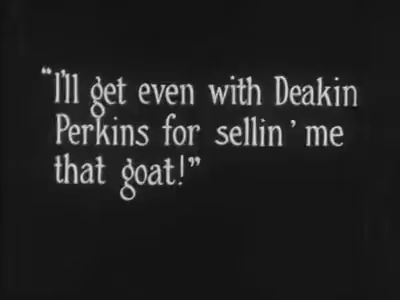 "I'll get even with Deakin
Perkins for sellin' me
that goat!"